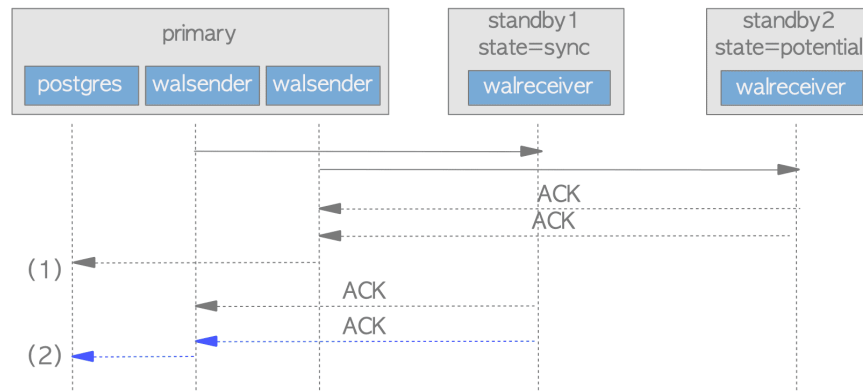 primary
standby1
state=sync
standby2
state=potential
postgres
walsender
walsender
walreceiver
walreceiver
ACK
ACK
(1)
ACK
ACK
(2)